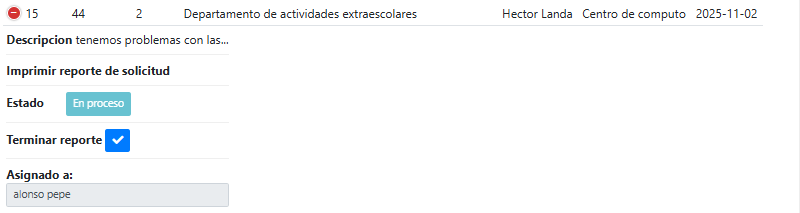 15 44 2 Departamento de actividades extraescolares Hector Landa Centro de computo 2025-11-02
Descripcion tenemos problemas con las...
Imprimir reporte de solicitud
Estado En proceso
Terminar reporte
Asignado a:
alonso pepe